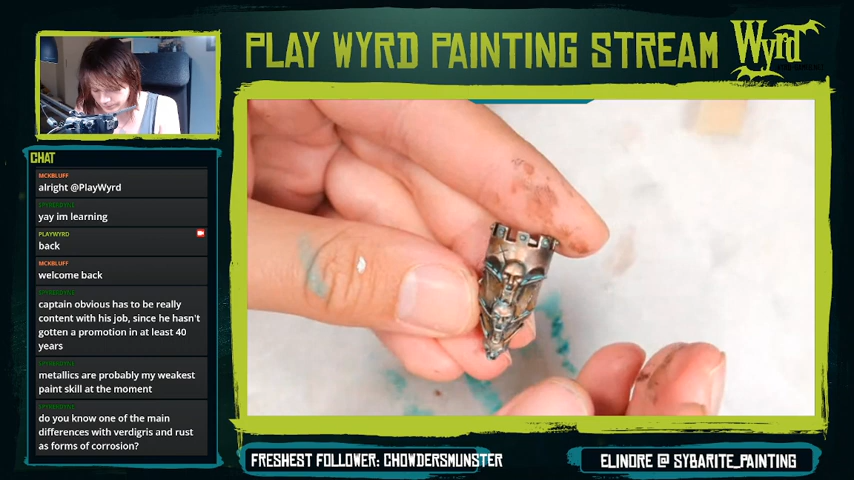 PLAY WYRD PAINTING STREAM
Wyrd
CHAT
MCKBLUFF
alright @PlayWyrd
yay im learning
PLAYWYRD
back
MCKBLUFF
welcome back
captain obvious has to be really
content with his job, since he hasn't
gotten a promotion in at least 40
years
metallics are probably my weakest
paint skill at the moment
do you know one of the main
differences with verdigris and rust
as forms of corrosion?
FRESHEST FOLLOWER: CHOWDERSMUNSTER
ELINORE @ SYBARITE_PAINTING